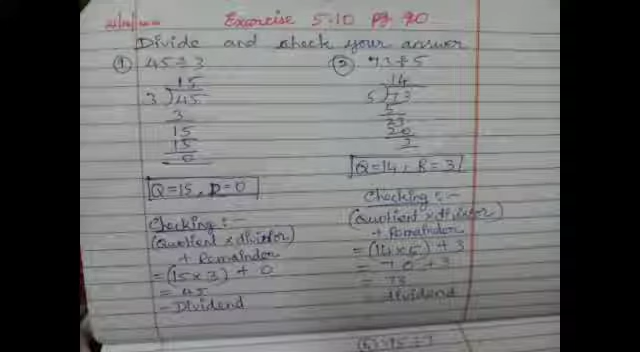 Exercise 5.10 pg 90
Divide and check your answer
① 45 ÷ 3
15
3 ) 45
3
15
15
0
Q=15, R=0
Checking :-
(Quotient × divisor)
+ Remainder
= (15 × 3) + 0
= 45
= Dividend
② 73 ÷ 5
14
5 ) 73
5
23
20
3
Q=14, R=3
Checking :-
(Quotient × divisor)
+ Remainder
= (14 × 5) + 3
= 70 + 3
= 73
= dividend